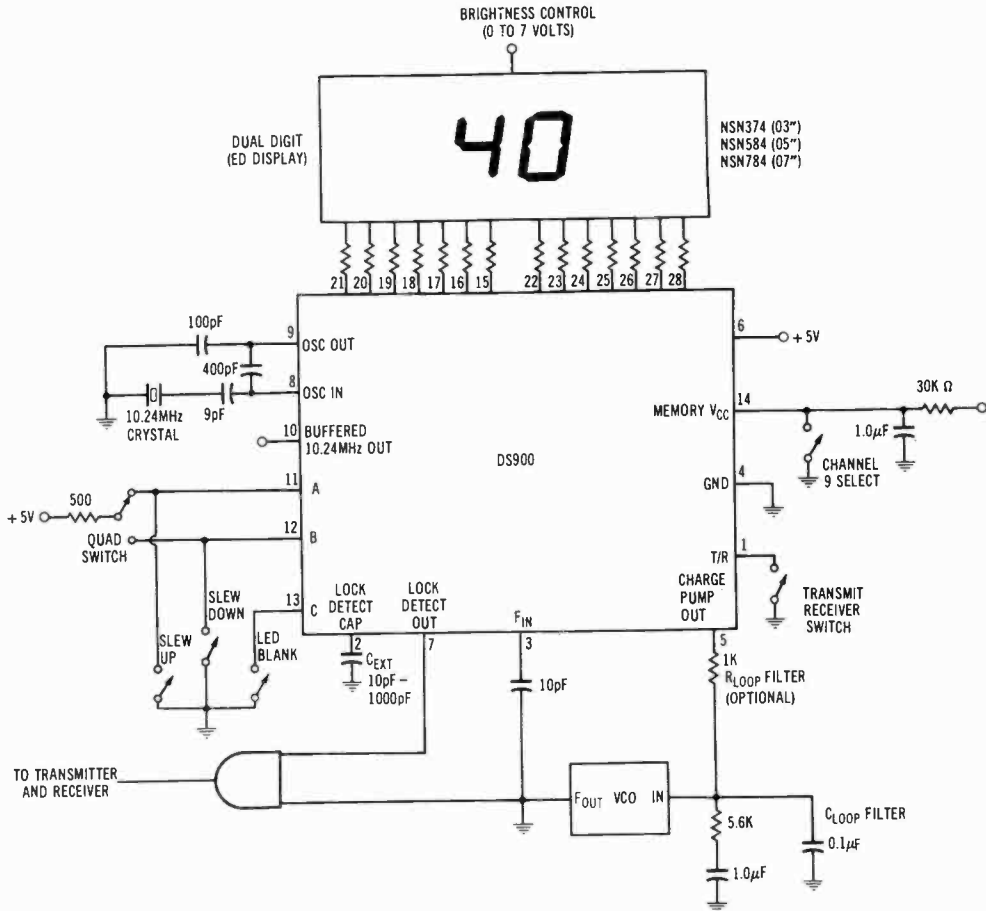 BRIGHTNESS CONTROL
(0 TO 7 VOLTS)
DUAL DIGIT
(ED DISPLAY)
40
NSN374 (03")
NSN584 (05")
NSN784 (07")
21 20 19 18 17 16 15 22 23 24 25 26 27 28
100pF
9
OSC OUT
400pF
8
OSC IN
10.24MHz
CRYSTAL
9pF
10
BUFFERED
10.24MHz OUT
6
+ 5V
14
MEMORY VCC
30K Ω
1.0µF
CHANNEL
9 SELECT
DS900
4
GND
500
+ 5V
11
A
QUAD
SWITCH
12
B
1
T/R
TRANSMIT
RECEIVER
SWITCH
13
C
SLEW
UP
SLEW
DOWN
LED
BLANK
LOCK
DETECT
CAP
LOCK
DETECT
OUT
FIN
CHARGE
PUMP
OUT
2
7
3
5
CEXT
10pF –
1000pF
10pF
1K
RLOOP FILTER
(OPTIONAL)
TO TRANSMITTER
AND RECEIVER
FOUT VCO IN
5.6K
1.0µF
CLOOP FILTER
0.1µF